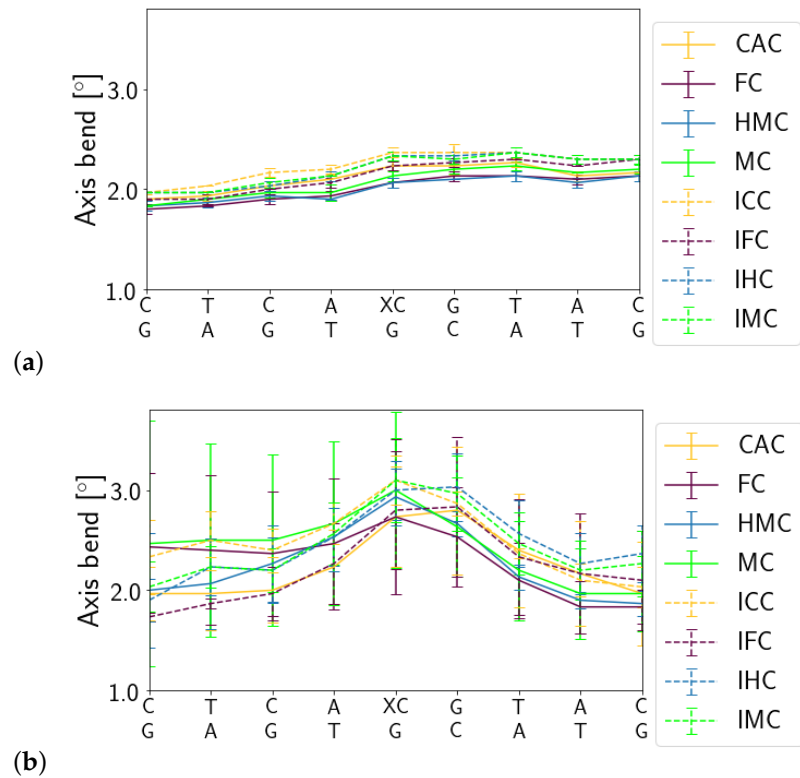 Axis bend [°]
3.0
2.0
1.0
C T C A XC G T A C
G A G T G C A T G
CAC
FC
HMC
MC
ICC
IFC
IHC
IMC
(a)
Axis bend [°]
3.0
2.0
1.0
C T C A XC G T A C
G A G T G C A T G
CAC
FC
HMC
MC
ICC
IFC
IHC
IMC
(b)